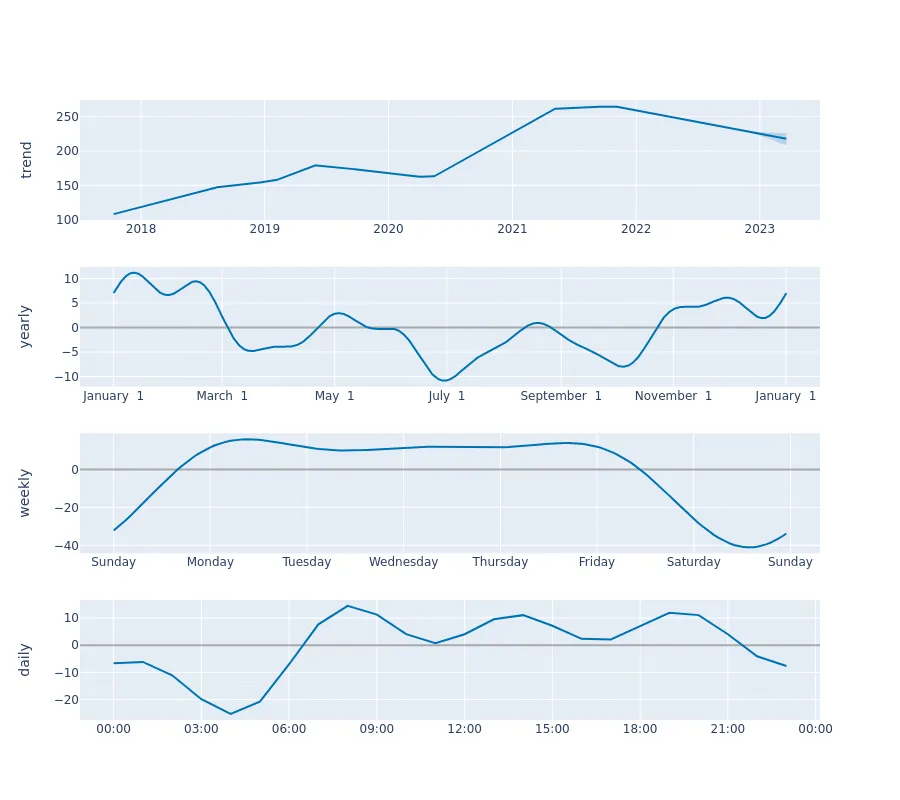 trend
250
200
150
100
2018 2019 2020 2021 2022 2023
yearly
10
5
0
−5
−10
January 1 March 1 May 1 July 1 September 1 November 1 January 1
weekly
0
−20
−40
Sunday Monday Tuesday Wednesday Thursday Friday Saturday Sunday
daily
10
0
−10
−20
00:00 03:00 06:00 09:00 12:00 15:00 18:00 21:00 00:00